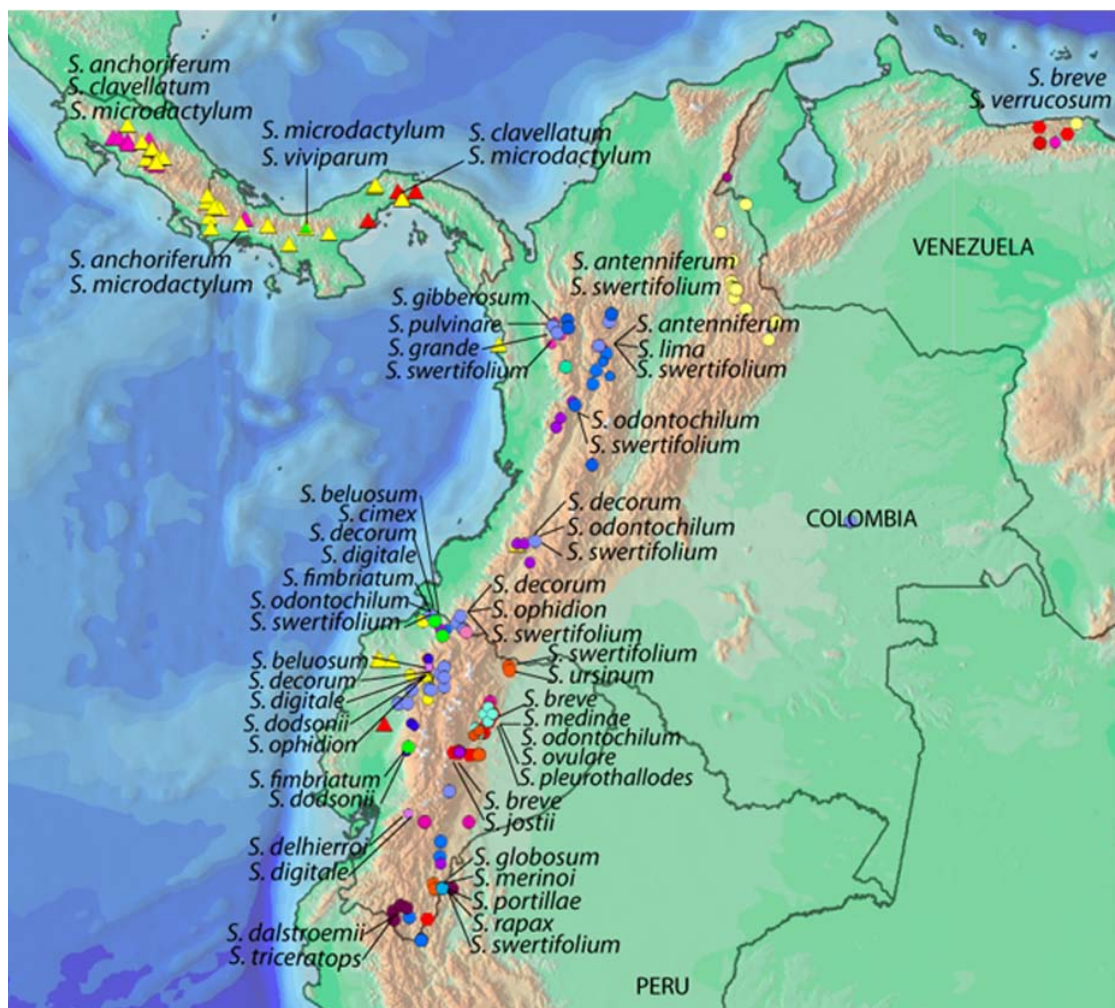 S. anchoriferum
S. clavellatum
S. microdactylum
S. microdactylum
S. viviparum
S. clavellatum
S. microdactylum
S. breve
S. verrucosum
S. anchoriferum
S. microdactylum
VENEZUELA
S. gibberosum
S. pulvinare
S. grande
S. swertifolium
S. antenniferum
S. swertifolium
S. antenniferum
S. lima
S. swertifolium
S. odontochilum
S. swertifolium
COLOMBIA
S. beluosum
S. cimex
S. decorum
S. digitale
S. fimbriatum
S. odontochilum
S. swertifolium
S. decorum
S. odontochilum
S. swertifolium
S. decorum
S. ophidion
S. swertifolium
S. swertifolium
S. ursinum
S. beluosum
S. decorum
S. digitale
S. dodsonii
S. ophidion
S. fimbriatum
S. dodsonii
S. breve
S. medinae
S. odontochilum
S. ovulare
S. pleurothallodes
S. breve
S. jostii
S. delhierroi
S. digitale
S. globosum
S. merinoi
S. portillae
S. rapax
S. swertifolium
S. dalstroemii
S. triceratops
PERU